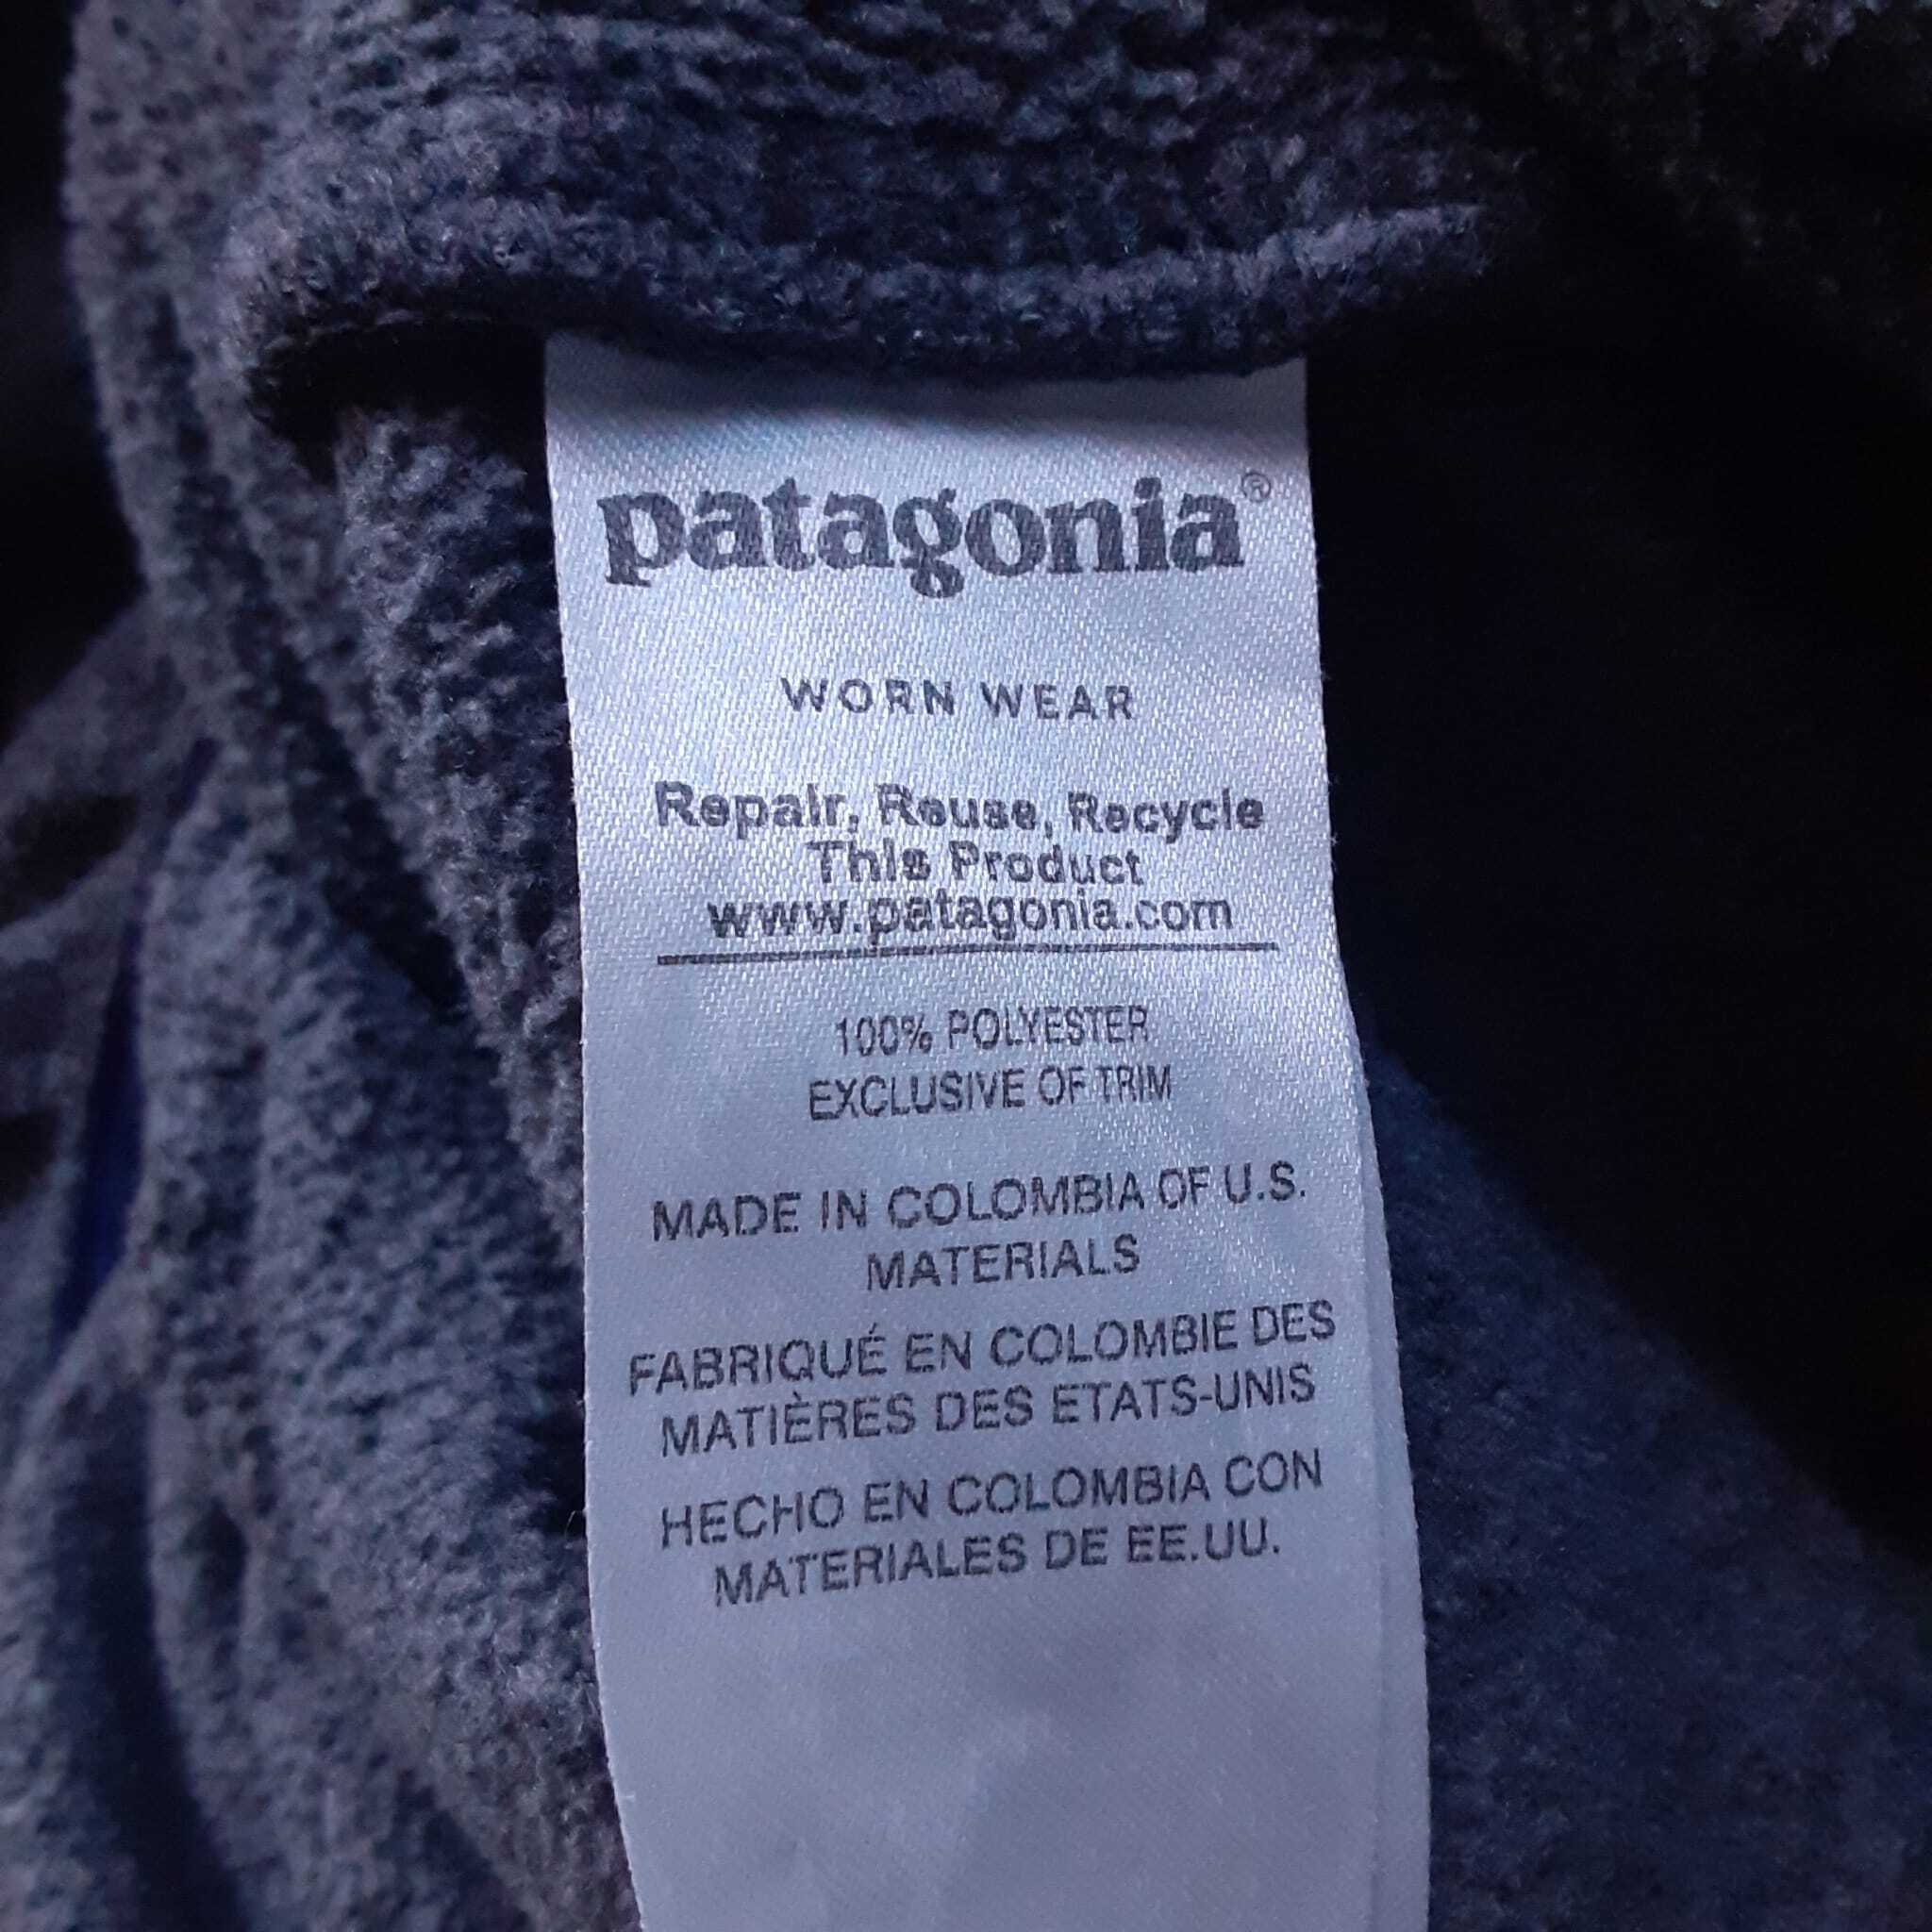 patagonia®
WORN WEAR
Repair, Reuse, Recycle
This Product
www.patagonia.com
100% POLYESTER
EXCLUSIVE OF TRIM
MADE IN COLOMBIA OF U.S.
MATERIALS
FABRIQUÉ EN COLOMBIE DES
MATIÈRES DES ETATS-UNIS
HECHO EN COLOMBIA CON
MATERIALES DE EE.UU.